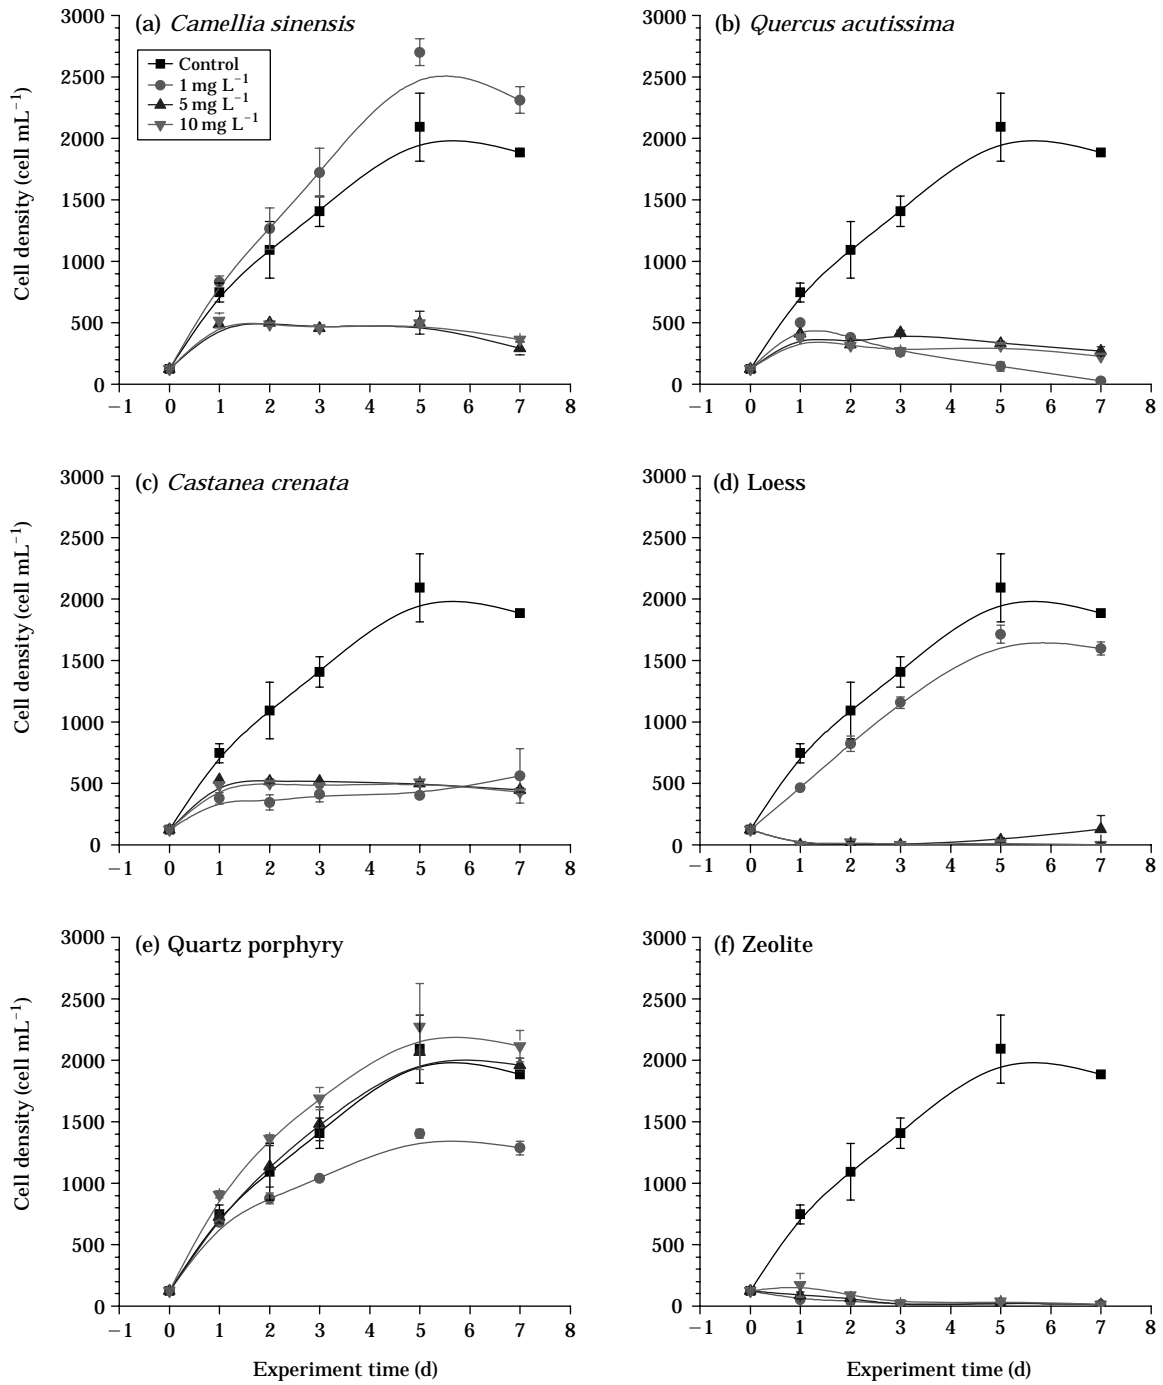 (a) Camellia sinensis
Control
1 mg L⁻¹
5 mg L⁻¹
10 mg L⁻¹
Cell density (cell mL⁻¹)
3000
2500
2000
1500
1000
500
0
−1 0 1 2 3 4 5 6 7 8
(b) Quercus acutissima
3000
2500
2000
1500
1000
500
0
−1 0 1 2 3 4 5 6 7 8
(c) Castanea crenata
Cell density (cell mL⁻¹)
3000
2500
2000
1500
1000
500
0
−1 0 1 2 3 4 5 6 7 8
(d) Loess
3000
2500
2000
1500
1000
500
0
−1 0 1 2 3 4 5 6 7 8
(e) Quartz porphyry
Cell density (cell mL⁻¹)
3000
2500
2000
1500
1000
500
0
−1 0 1 2 3 4 5 6 7 8
Experiment time (d)
(f) Zeolite
3000
2500
2000
1500
1000
500
0
−1 0 1 2 3 4 5 6 7 8
Experiment time (d)